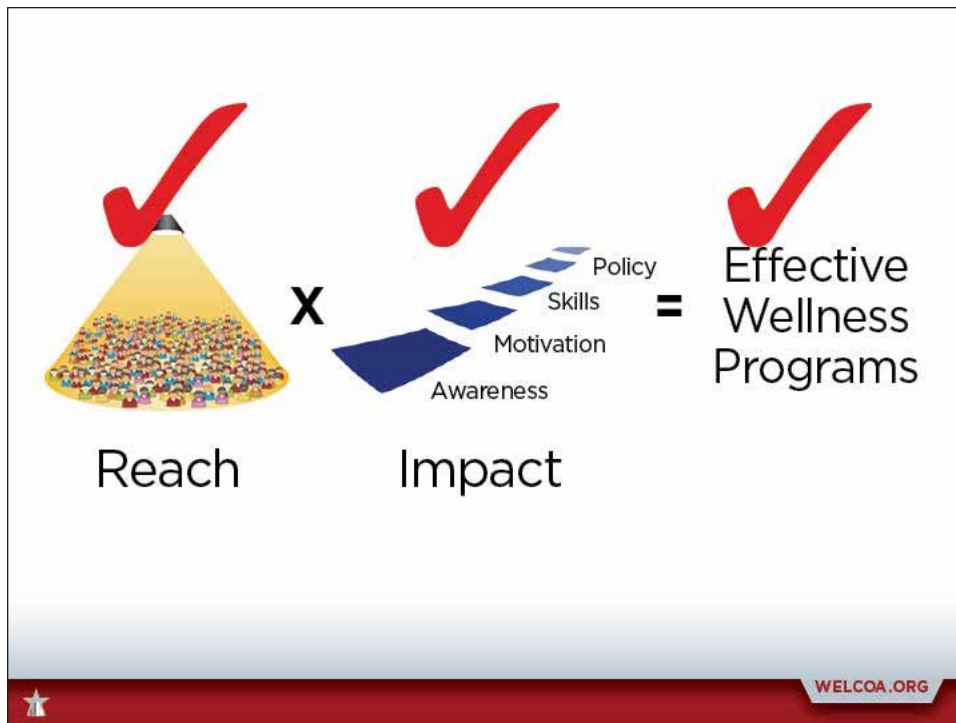 X
Policy
Skills
Motivation
Awareness
=
Effective
Wellness
Programs
Reach
Impact
WELCOA.ORG